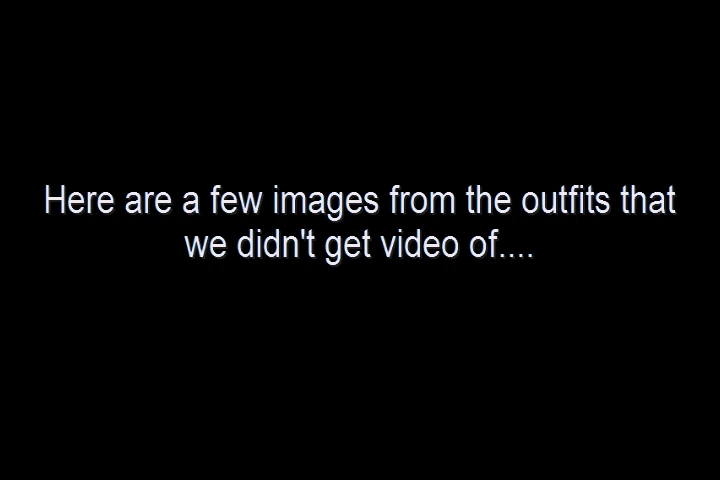 Here are a few images from the outfits that
we didn't get video of....